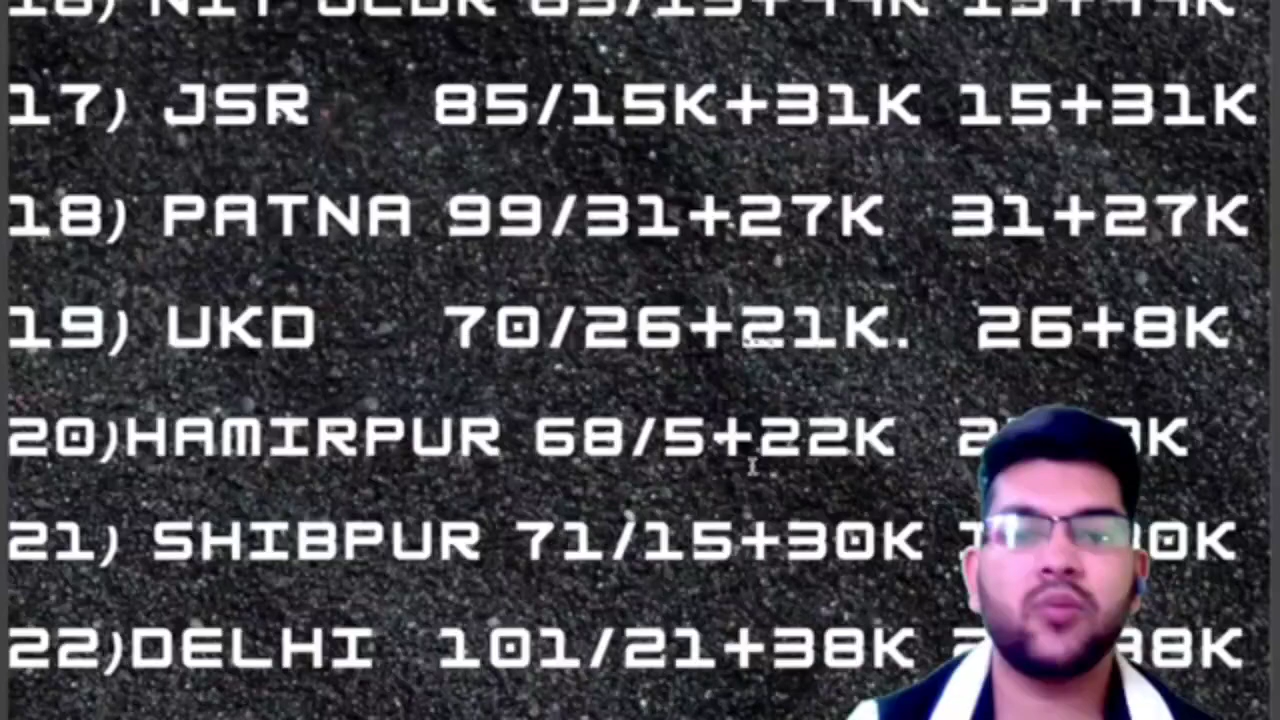 17) JSR 85/15K+31K 15+31K
18) PATNA 99/31+27K 31+27K
19) UKD 70/26+21K. 26+8K
20)HAMIRPUR 68/5+22K
21) SHIBPUR 71/15+30K
22)DELHI 101/21+38K